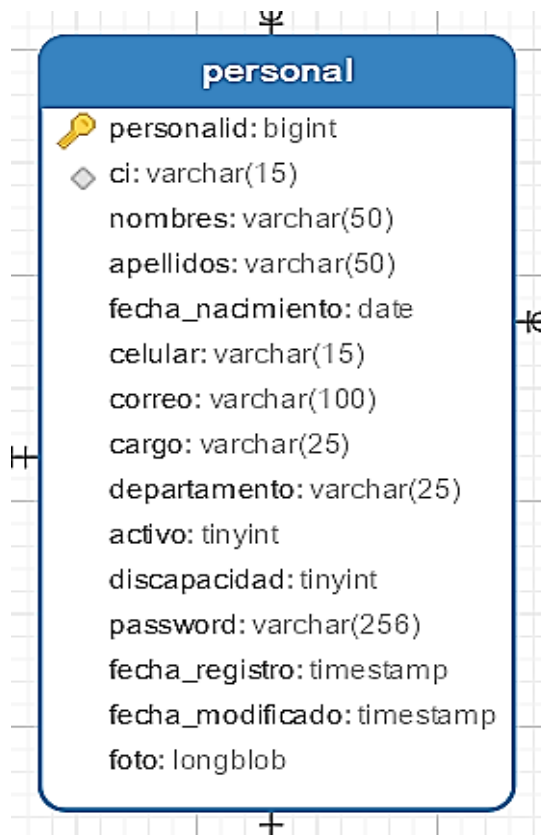 personal
personalid: bigint
ci: varchar(15)
nombres: varchar(50)
apellidos: varchar(50)
fecha_nacimiento: date
celular: varchar(15)
correo: varchar(100)
cargo: varchar(25)
departamento: varchar(25)
activo: tinyint
discapacidad: tinyint
password: varchar(256)
fecha_registro: timestamp
fecha_modificado: timestamp
foto: longblob